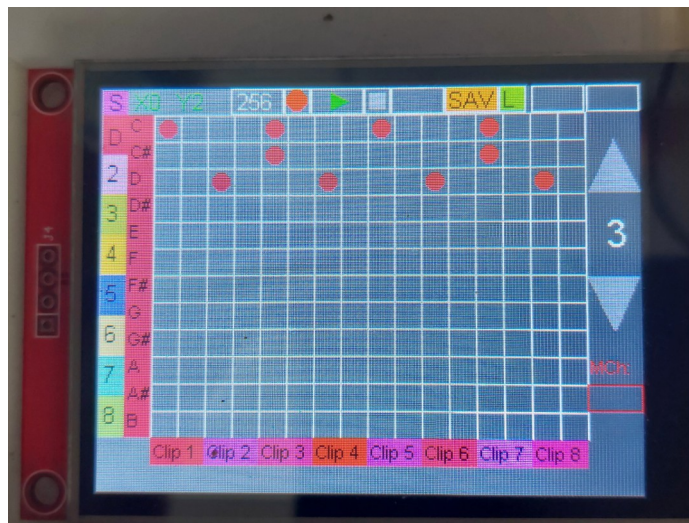 S X0 Y2 256 SAV L
D C
C#
2 D
3 D#
E
4 F
5 F#
G
6 G#
7 A
A#
8 B
3
MCh:
Clip 1 Clip 2 Clip 3 Clip 4 Clip 5 Clip 6 Clip 7 Clip 8
J4